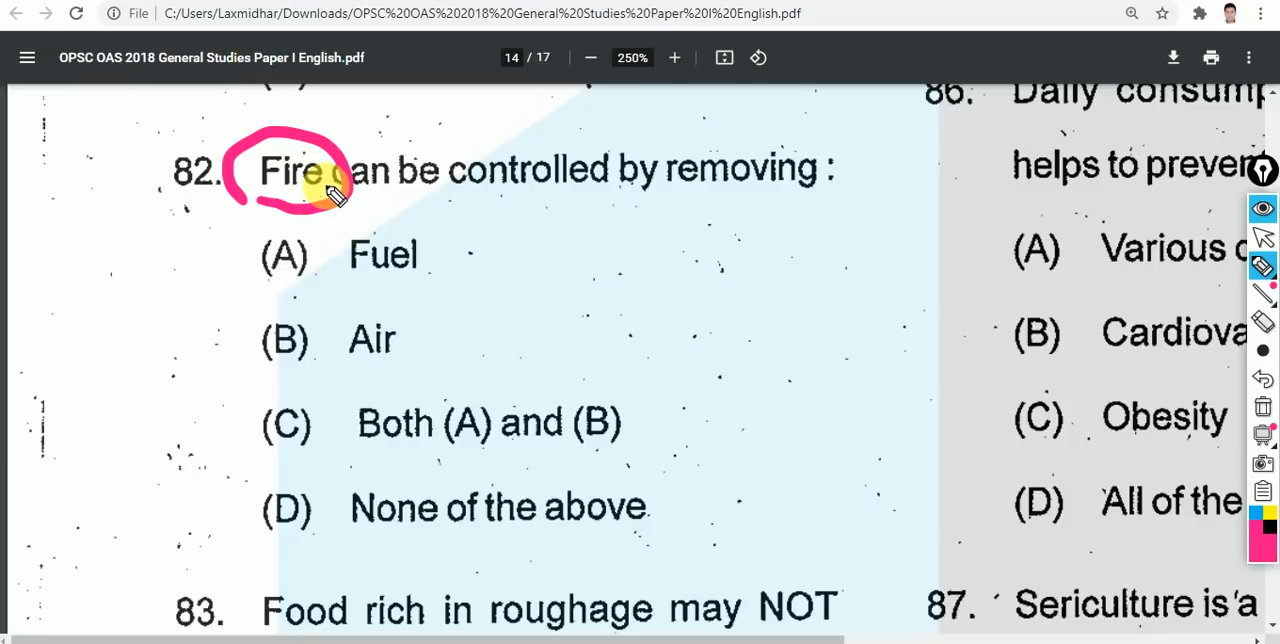 File C:/Users/Laxmidhar/Downloads/OPSC%20OAS%202018%20General%20Studies%20Paper%20I%20English.pdf
OPSC OAS 2018 General Studies Paper I English.pdf 14 / 17 250%
82. Fire can be controlled by removing :
(A) Fuel
(B) Air
(C) Both (A) and (B)
(D) None of the above
83. Food rich in roughage may NOT
86. Daily
helps to
(A) Various
(B)
(C) Obesity
(D) All of the
87. Sericulture is a